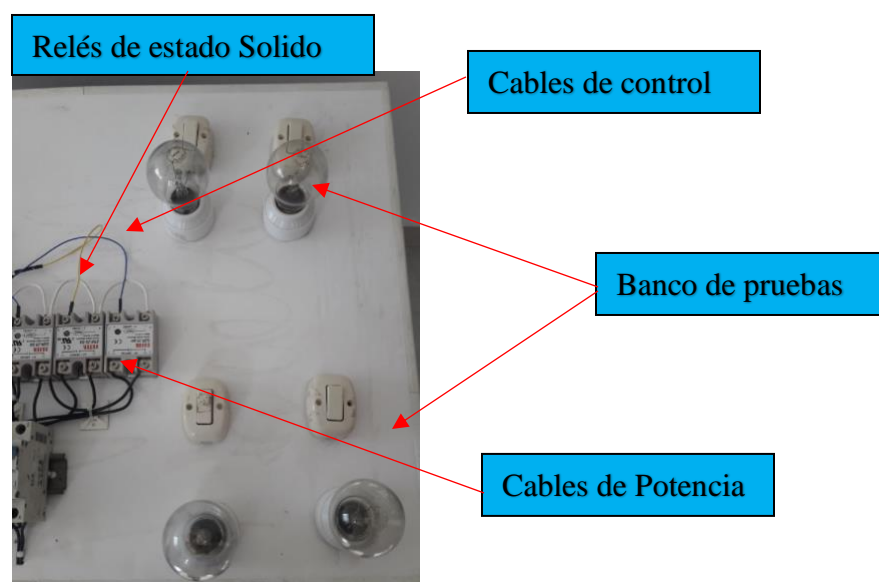 Relés de estado Solido
Cables de control
Banco de pruebas
Cables de Potencia